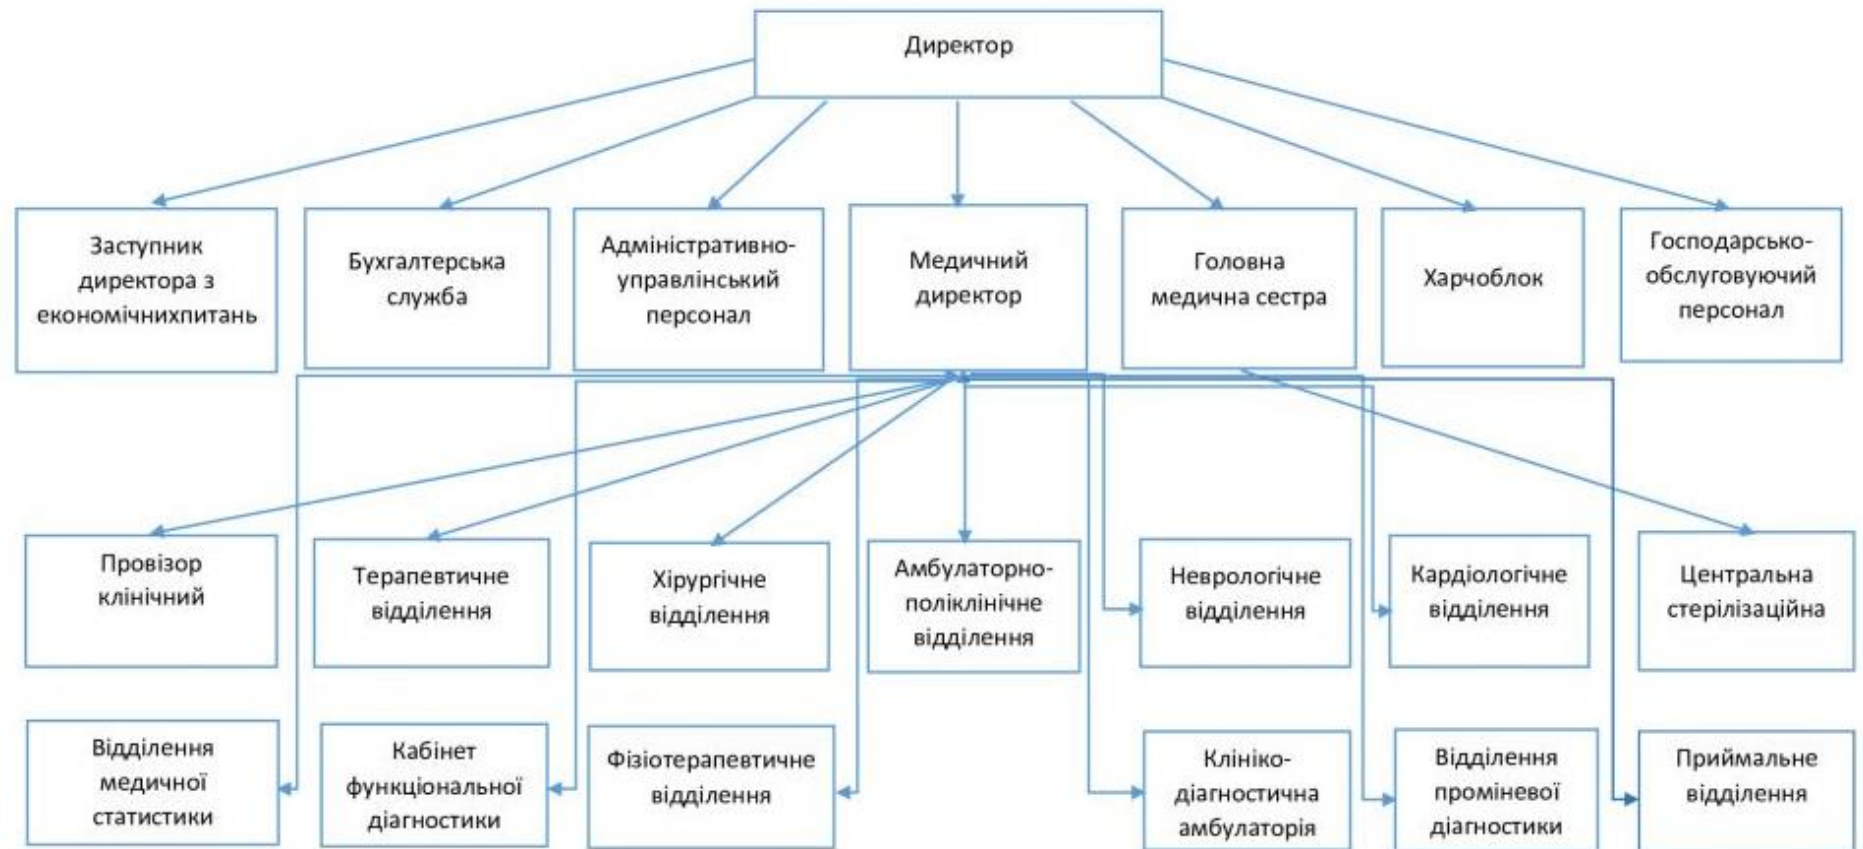 Директор
Заступник
директора з
економічнихпитань
Бухгалтерська
служба
Адміністративно-
управлінський
персонал
Медичний
директор
Головна
медична сестра
Харчоблок
Господарсько-
обслуговуючий
персонал
Провізор
клінічний
Терапевтичне
відділення
Хірургічне
відділення
Амбулаторно-
поліклінічне
відділення
Неврологічне
відділення
Кардіологічне
відділення
Центральна
стерілізаційна
Відділення
медичної
статистики
Кабінет
функціональної
діагностики
Фізіотерапевтичне
відділення
Клініко-
діагностична
амбулаторія
Відділення
проміневої
діагностики
Приймальне
відділення